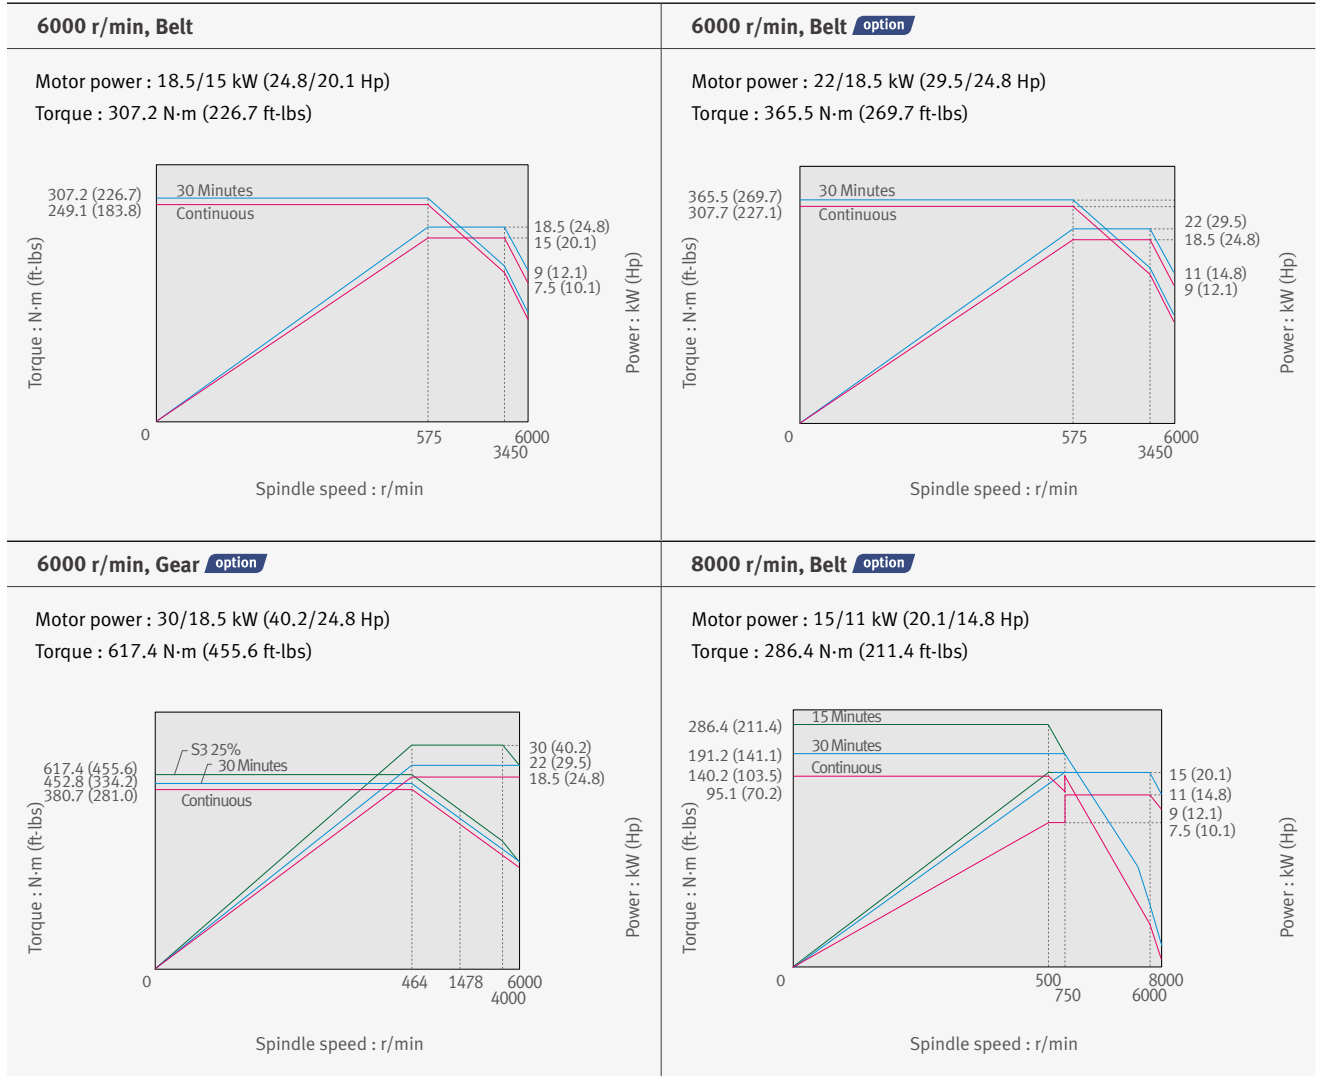 6000 r/min, Belt
Motor power : 18.5/15 kW (24.8/20.1 Hp)
Torque : 307.2 N·m (226.7 ft-lbs)
307.2 (226.7)
249.1 (183.8)
30 Minutes
Continuous
18.5 (24.8)
15 (20.1)
9 (12.1)
7.5 (10.1)
Torque : N·m (ft-lbs)
Power : kW (Hp)
0
575
6000
3450
Spindle speed : r/min
6000 r/min, Belt option
Motor power : 22/18.5 kW (29.5/24.8 Hp)
Torque : 365.5 N·m (269.7 ft-lbs)
365.5 (269.7)
307.7 (227.1)
30 Minutes
Continuous
22 (29.5)
18.5 (24.8)
11 (14.8)
9 (12.1)
Torque : N·m (ft-lbs)
Power : kW (Hp)
0
575
6000
3450
Spindle speed : r/min
6000 r/min, Gear option
Motor power : 30/18.5 kW (40.2/24.8 Hp)
Torque : 617.4 N·m (455.6 ft-lbs)
617.4 (455.6)
452.8 (334.2)
380.7 (281.0)
S3 25%
30 Minutes
Continuous
30 (40.2)
22 (29.5)
18.5 (24.8)
Torque : N·m (ft-lbs)
Power : kW (Hp)
0
464
1478
6000
4000
Spindle speed : r/min
8000 r/min, Belt option
Motor power : 15/11 kW (20.1/14.8 Hp)
Torque : 286.4 N·m (211.4 ft-lbs)
286.4 (211.4)
191.2 (141.1)
140.2 (103.5)
95.1 (70.2)
15 Minutes
30 Minutes
Continuous
15 (20.1)
11 (14.8)
9 (12.1)
7.5 (10.1)
Torque : N·m (ft-lbs)
Power : kW (Hp)
0
500
750
8000
6000
Spindle speed : r/min